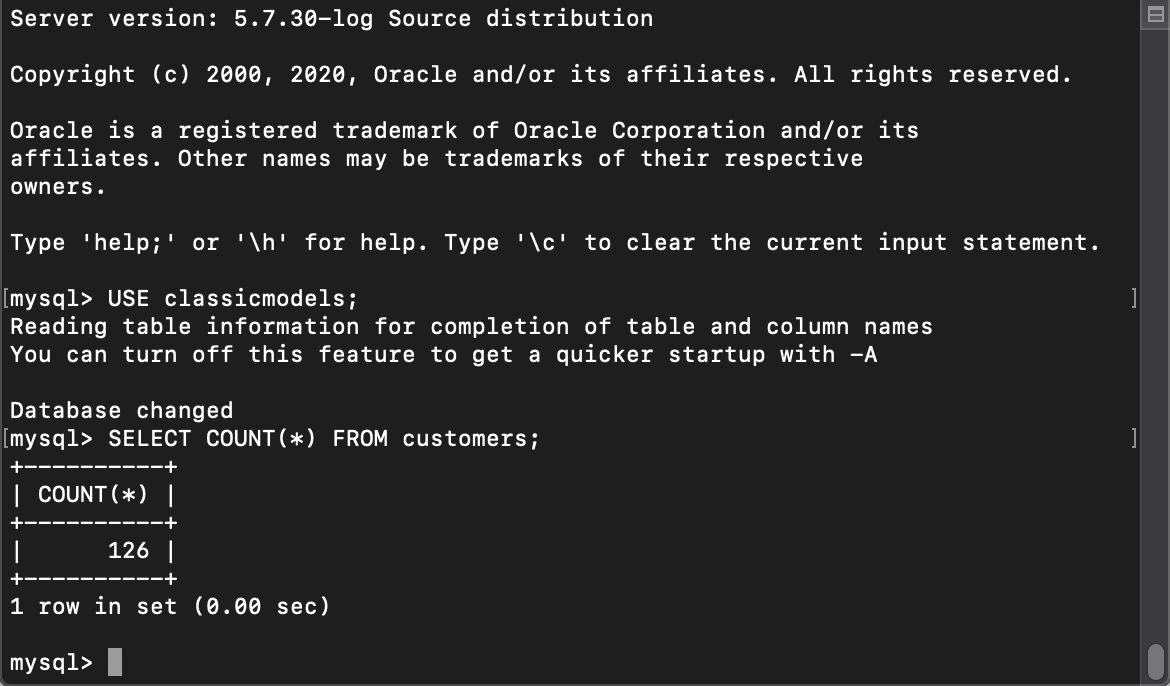 Server version: 5.7.30-log Source distribution
Copyright (c) 2000, 2020, Oracle and/or its affiliates. All rights reserved.
Oracle is a registered trademark of Oracle Corporation and/or its
affiliates. Other names may be trademarks of their respective
owners.
Type 'help;' or '\h' for help. Type '\c' to clear the current input statement.
[mysql> USE classicmodels; ]
Reading table information for completion of table and column names
You can turn off this feature to get a quicker startup with -A
Database changed
[mysql> SELECT COUNT(*) FROM customers; ]
+----------+
| COUNT(*) |
+----------+
|      126 |
+----------+
1 row in set (0.00 sec)
mysql>